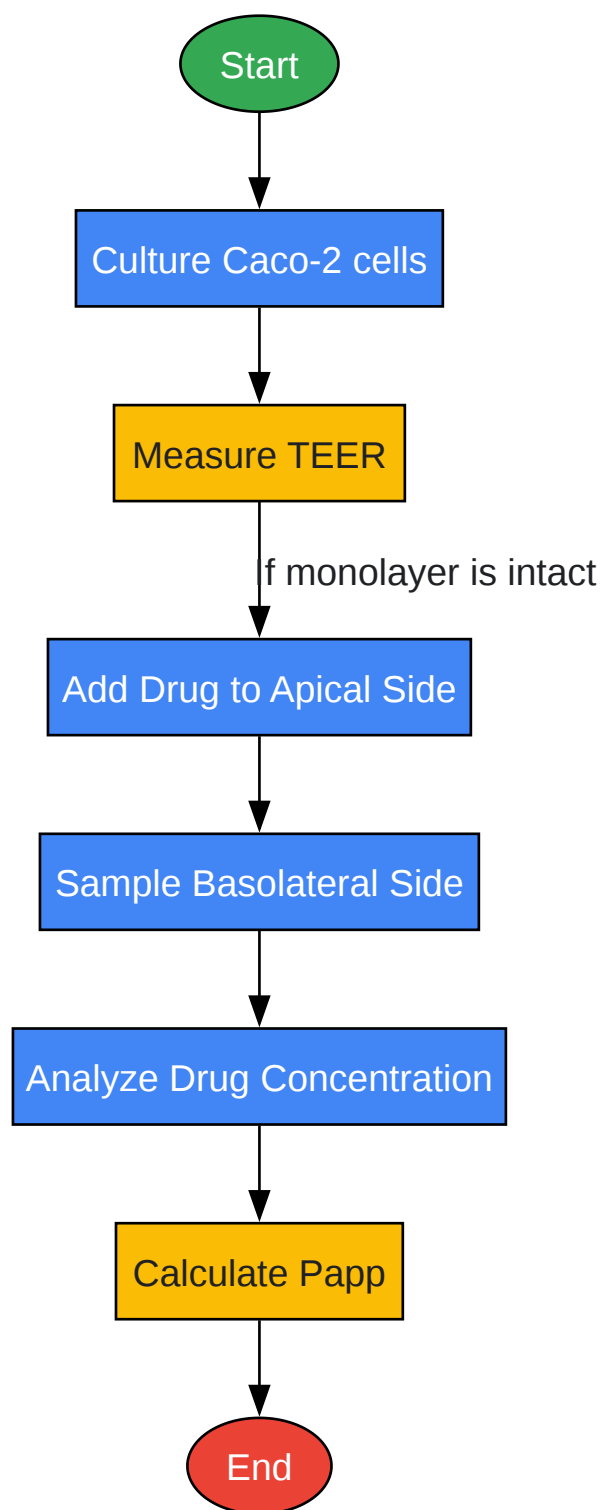 Start
Culture Caco-2 cells
Measure TEER
If monolayer is intact
Add Drug to Apical Side
Sample Basolateral Side
Analyze Drug Concentration
Calculate Papp
End